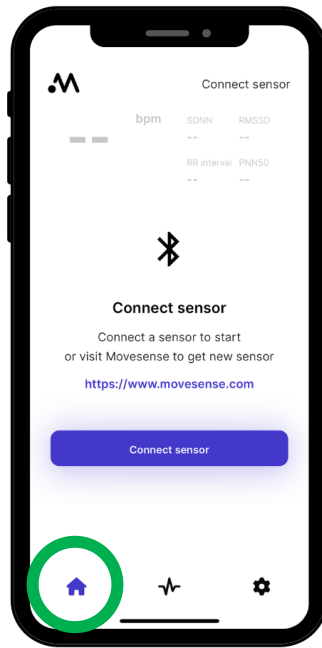 Connect sensor
bpm
SDNN
RMSSD
--
--
--
RR interval
PNN50
--
--
Connect sensor
Connect a sensor to start
or visit Movesense to get new sensor
https://www.movesense.com
Connect sensor